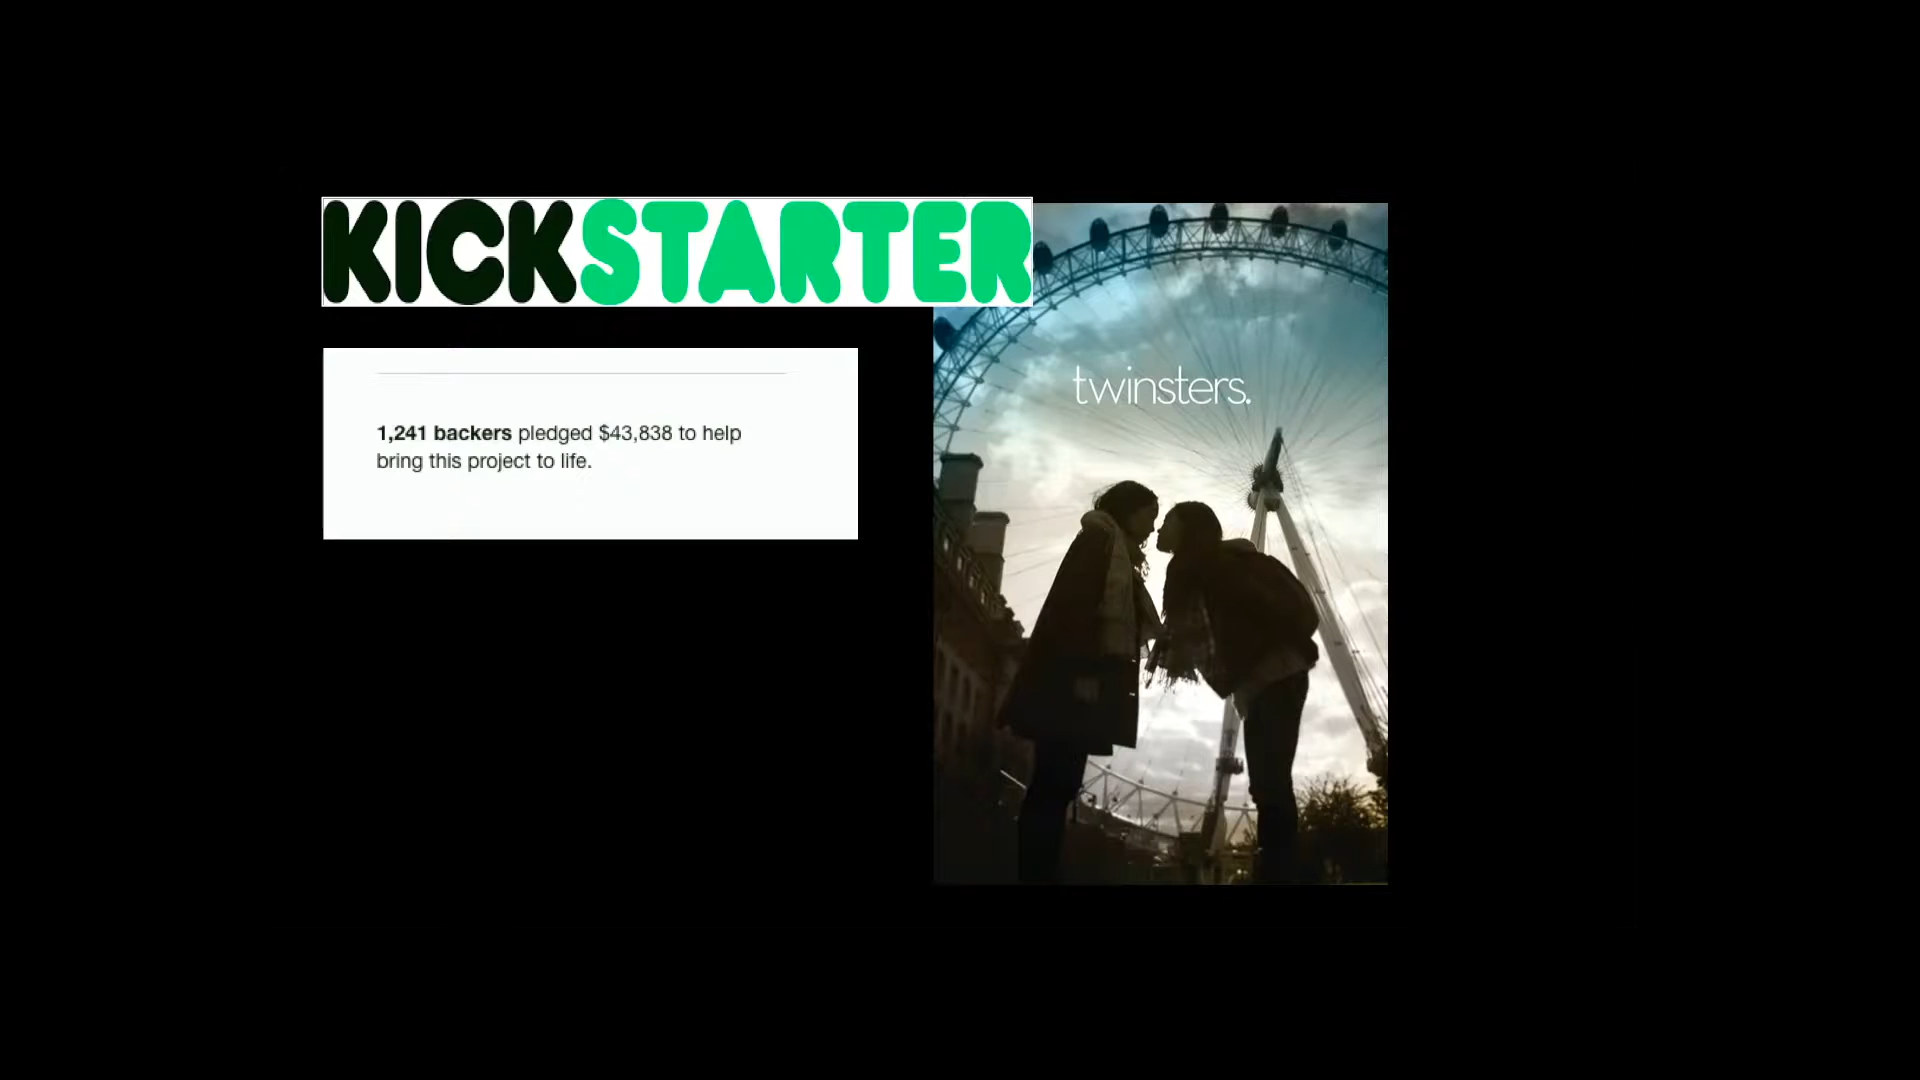 KICKSTARTER
1,241 backers pledged $43,838 to help
bring this project to life.
twinsters.